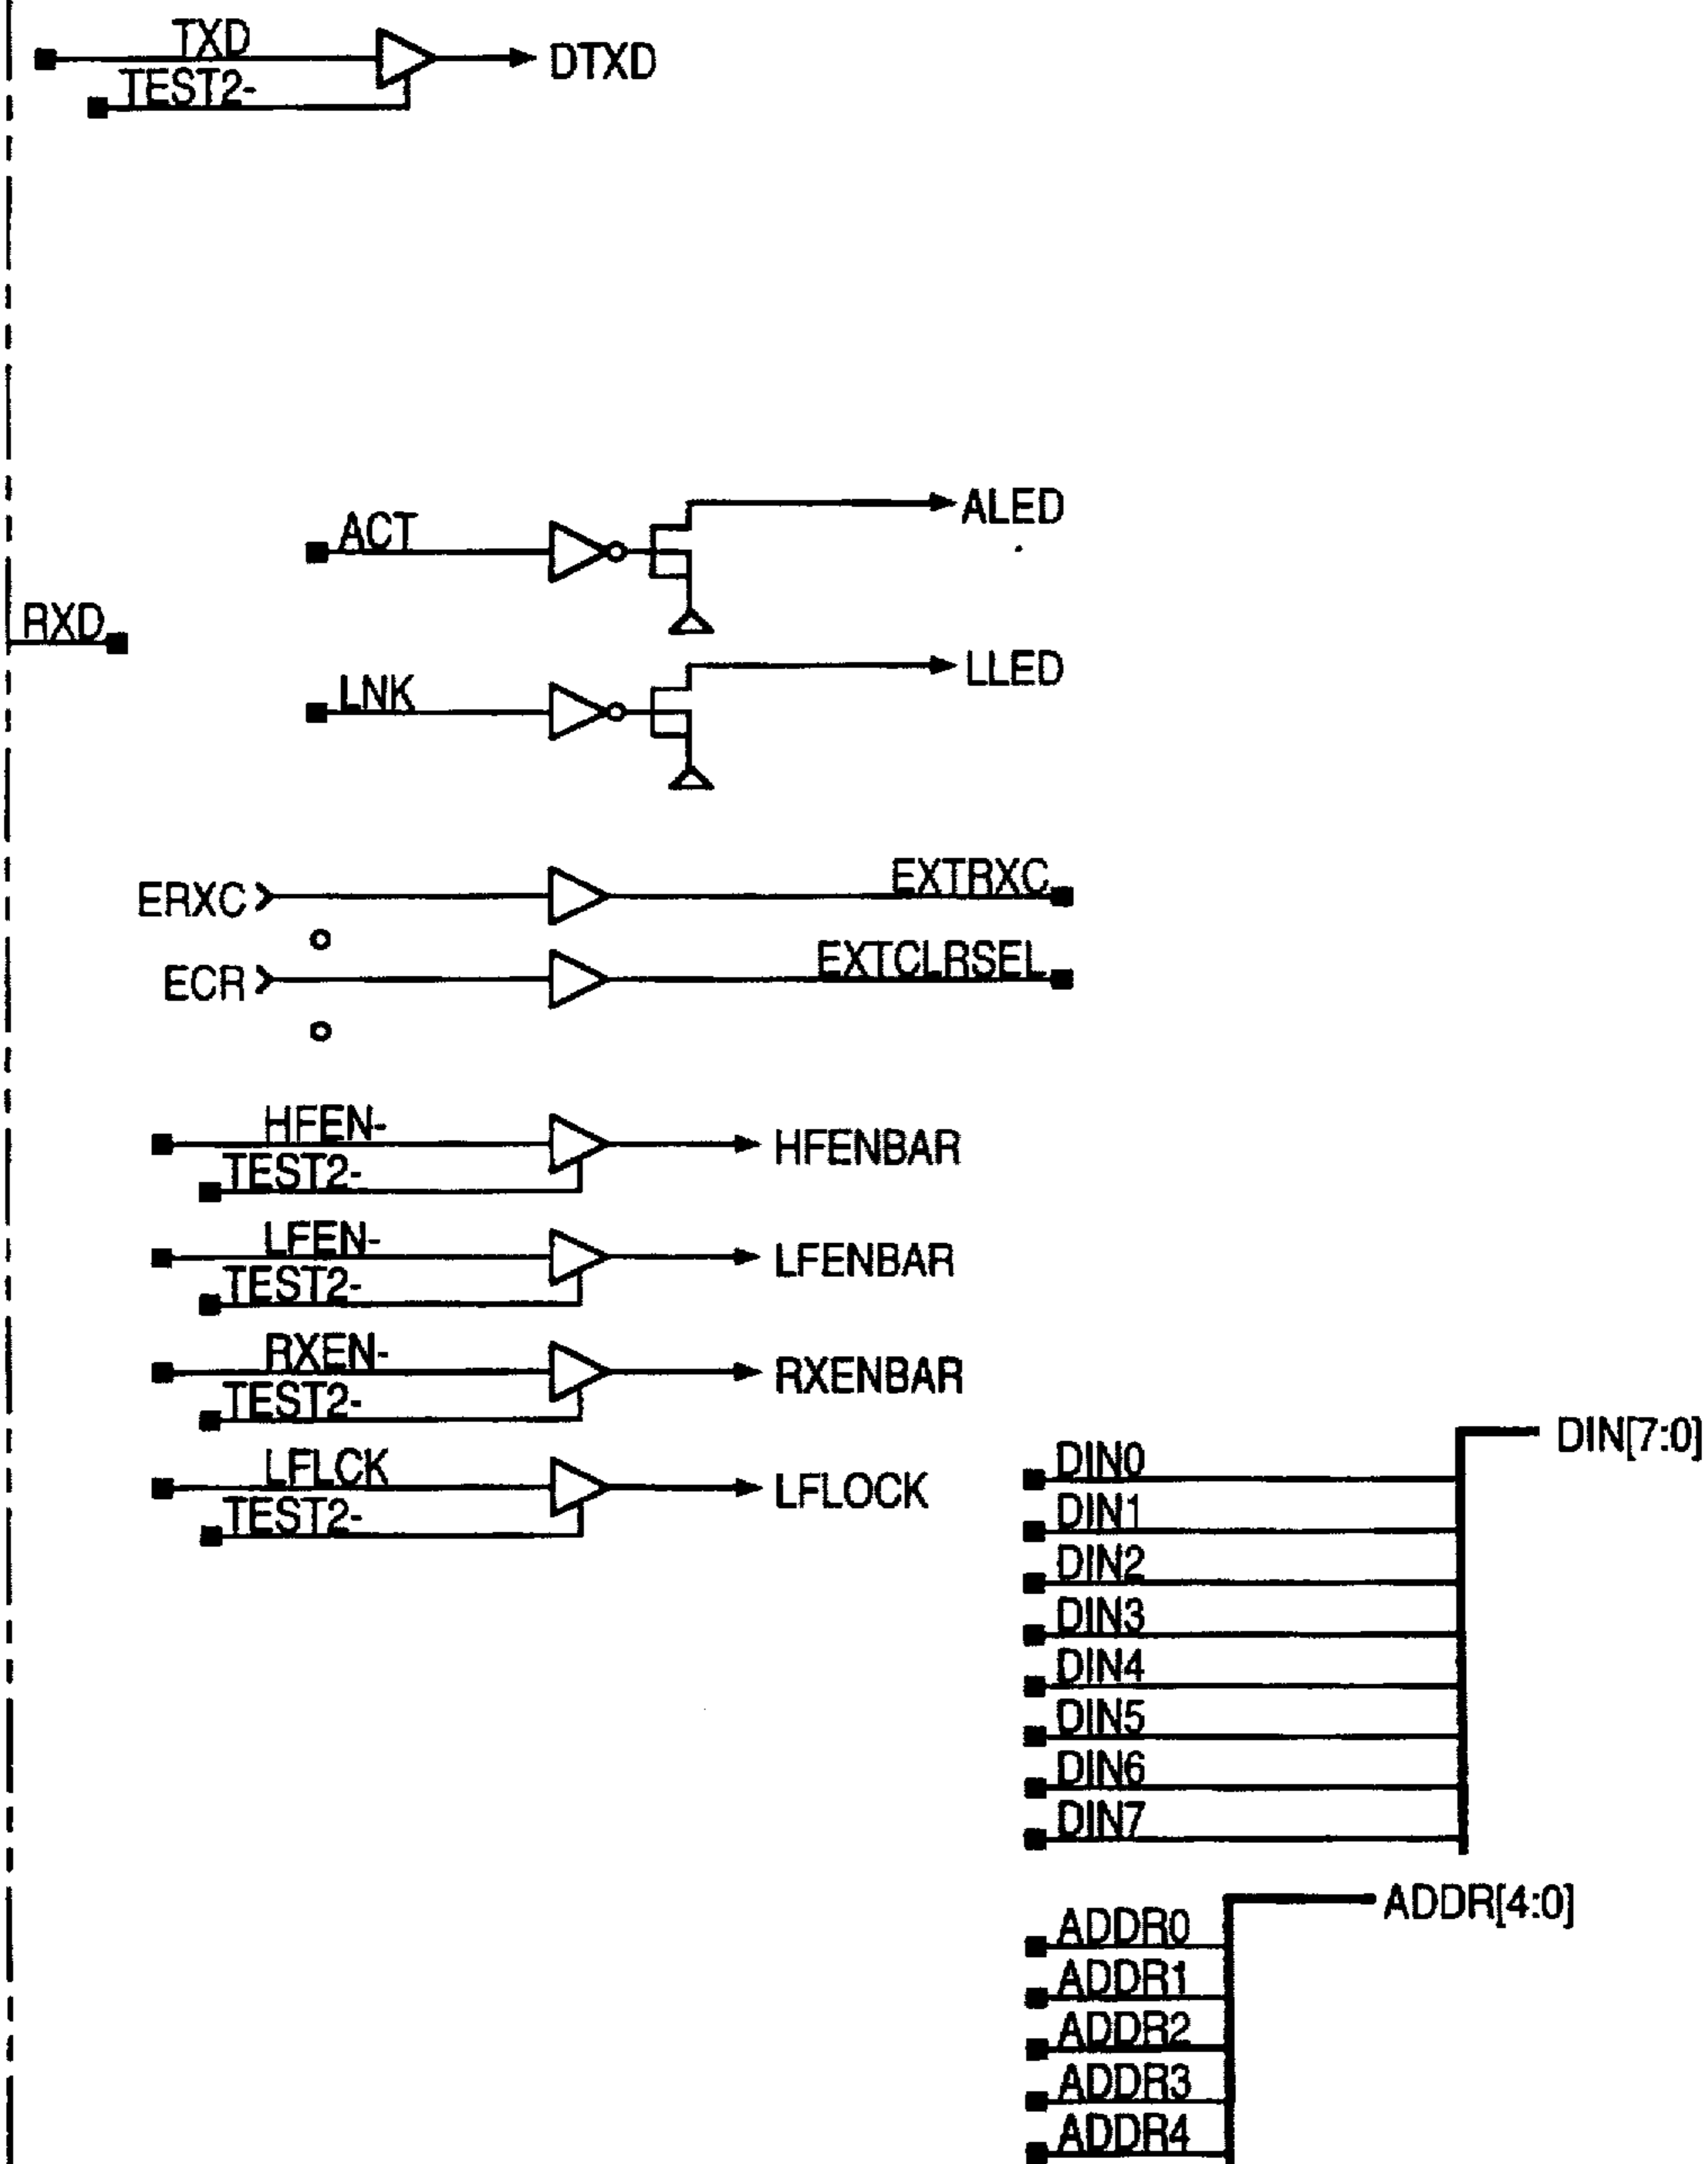 TXD
DTXD
TEST2-
ALED
ACT
RXD
LLED
LNK
ERXC
EXTRXC
ECR
EXTCLRSEL
HFEN-
HFENBAR
TEST2-
LFEN-
LFENBAR
TEST2-
RXEN-
RXENBAR
TEST2-
LFLCK
LFLOCK
TEST2-
DIN[7:0]
DIN0
DIN1
DIN2
DIN3
DIN4
DIN5
DIN6
DIN7
ADDR[4:0]
ADDR0
ADDR1
ADDR2
ADDR3
ADDR4